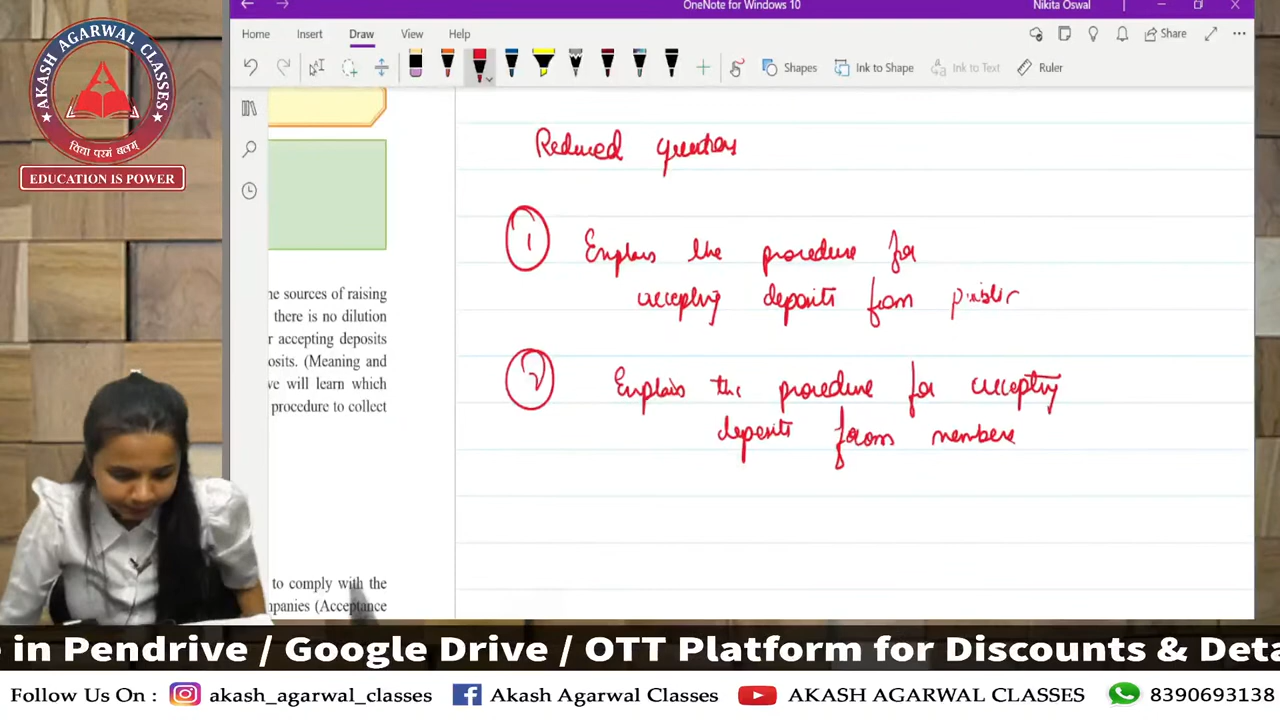 OneNote for Windows 10
Nikita Oswal
Home Insert Draw View Help
Share
Shapes Ink to Shape Ink to Text Ruler
AKASH AGARWAL CLASSES
विद्या परमं बलम्
EDUCATION IS POWER
Reduced questions
1 Explain the procedure for
accepting deposits from public
2 Explain the procedure for accepting
deposits from members
ne sources of raising
there is no dilution
r accepting deposits
osits. (Meaning and
ve will learn which
procedure to collect
to comply with the
npanies (Acceptance
e in Pendrive / Google Drive / OTT Platform for Discounts & Deta
Follow Us On : akash_agarwal_classes Akash Agarwal Classes AKASH AGARWAL CLASSES 8390693138